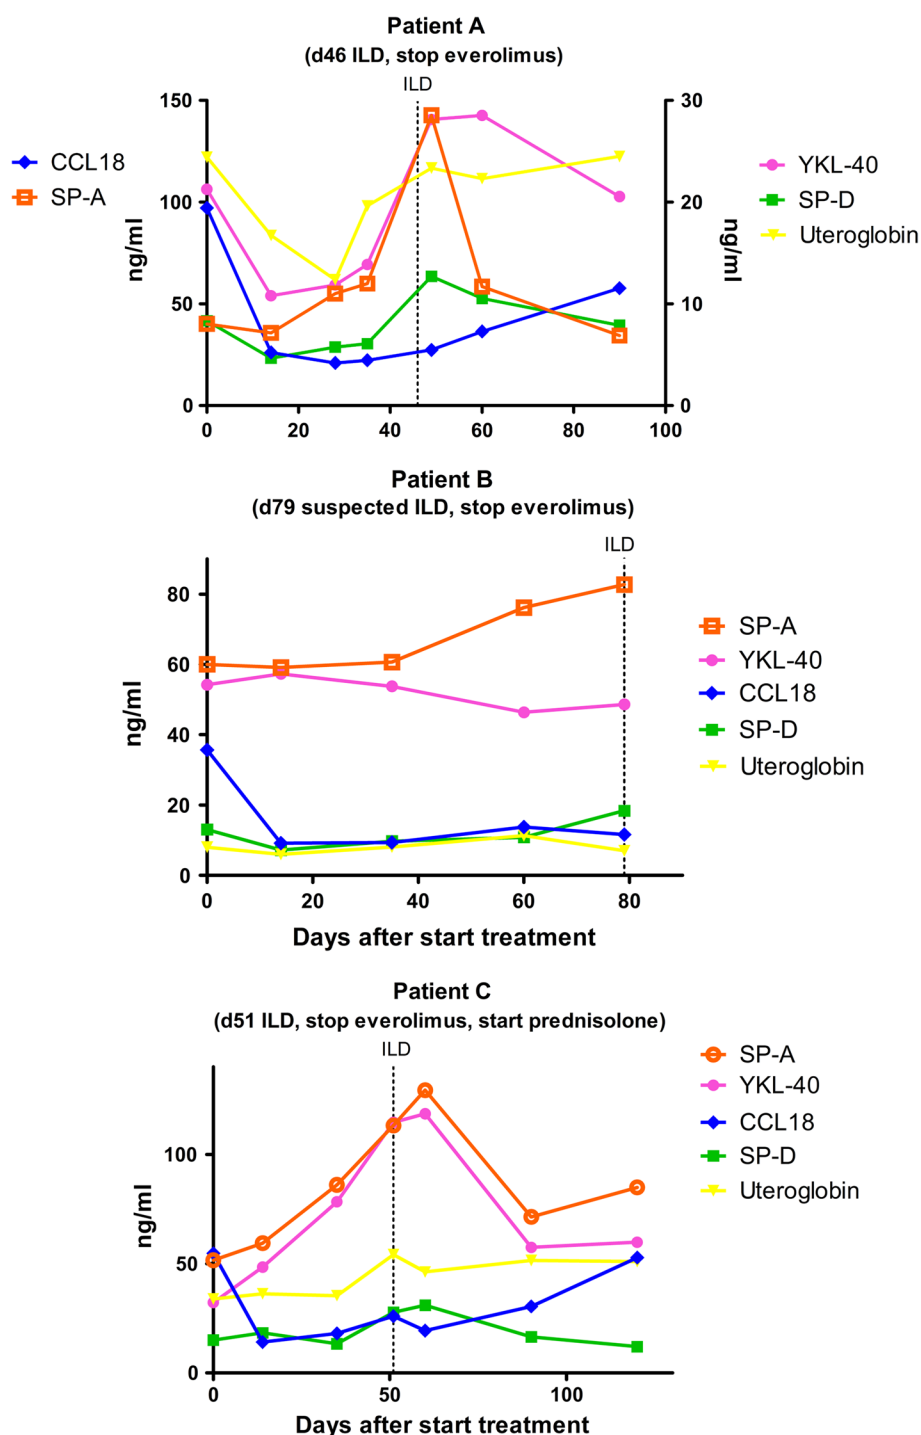 Patient A
(d46 ILD, stop everolimus)
ILD
150
30
CCL18
SP-A
YKL-40
SP-D
Uteroglobin
100
20
ng/ml
ng/ml
50
10
0
0
0 20 40 60 80 100
Patient B
(d79 suspected ILD, stop everolimus)
ILD
80
60
40
20
0
ng/ml
SP-A
YKL-40
CCL18
SP-D
Uteroglobin
0 20 40 60 80
Days after start treatment
Patient C
(d51 ILD, stop everolimus, start prednisolone)
ILD
SP-A
YKL-40
CCL18
SP-D
Uteroglobin
100
50
0
ng/ml
0 50 100
Days after start treatment